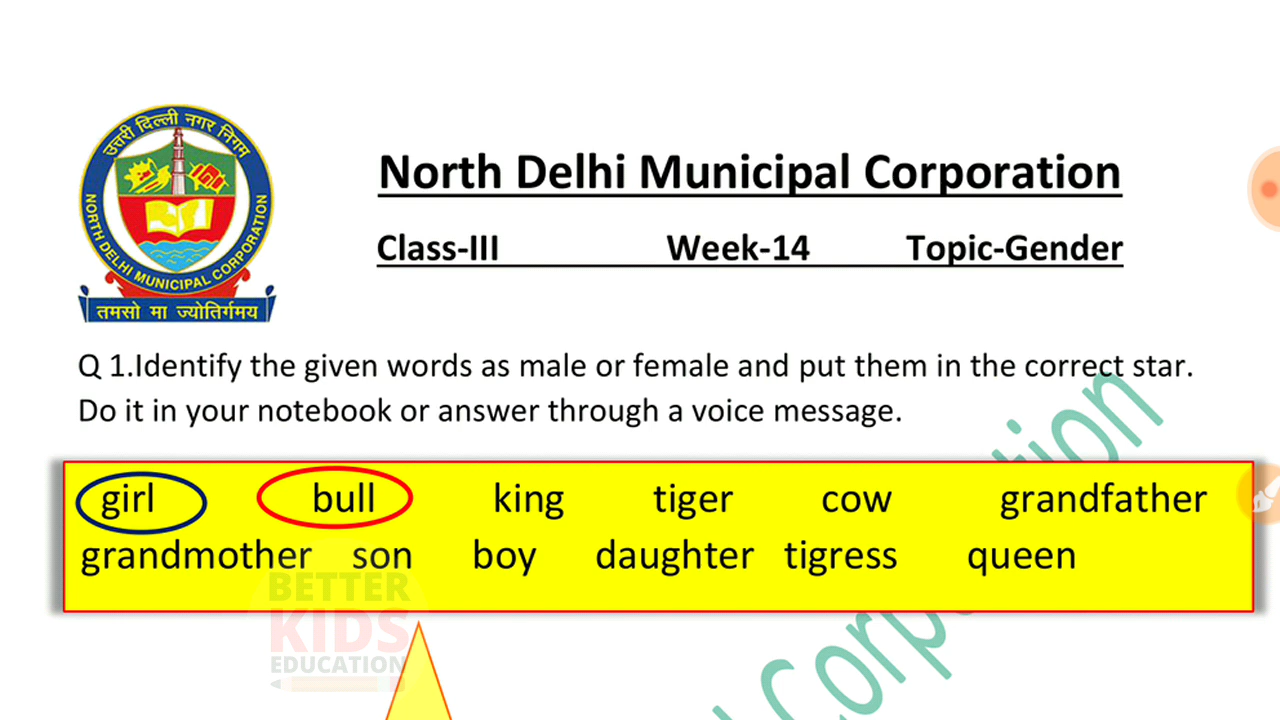 उत्तरी दिल्ली नगर निगम
NORTH DELHI MUNICIPAL CORPORATION
तमसो मा ज्योतिर्गमय
North Delhi Municipal Corporation
Class-III Week-14 Topic-Gender
Q 1.Identify the given words as male or female and put them in the correct star.
Do it in your notebook or answer through a voice message.
girl bull king tiger cow grandfather
grandmother son boy daughter tigress queen
BETTER
KIDS
EDUCATION
Corporation